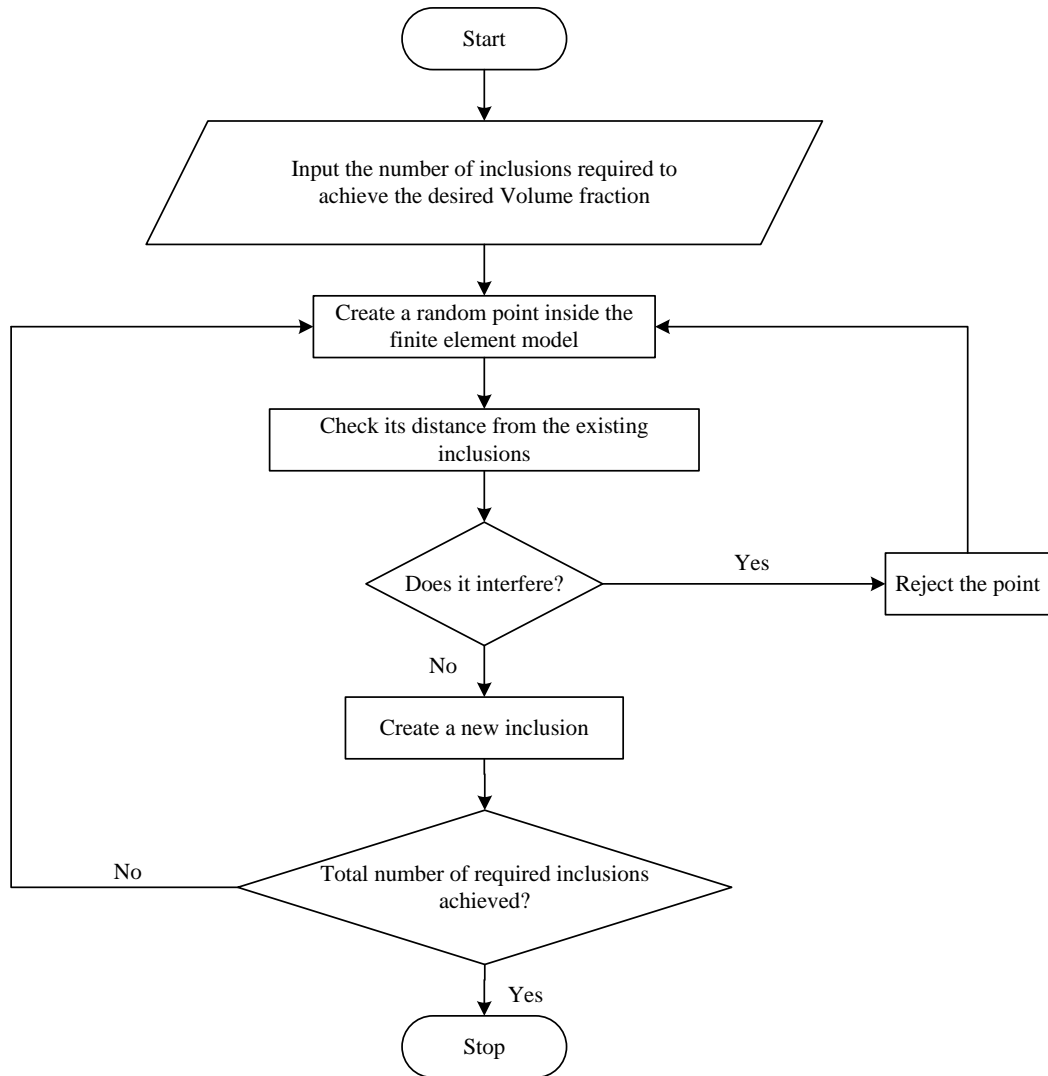 Start
Input the number of inclusions required to
achieve the desired Volume fraction
Create a random point inside the
finite element model
Check its distance from the existing
inclusions
Does it interfere?
Yes
Reject the point
No
Create a new inclusion
No
Total number of required inclusions
achieved?
Yes
Stop